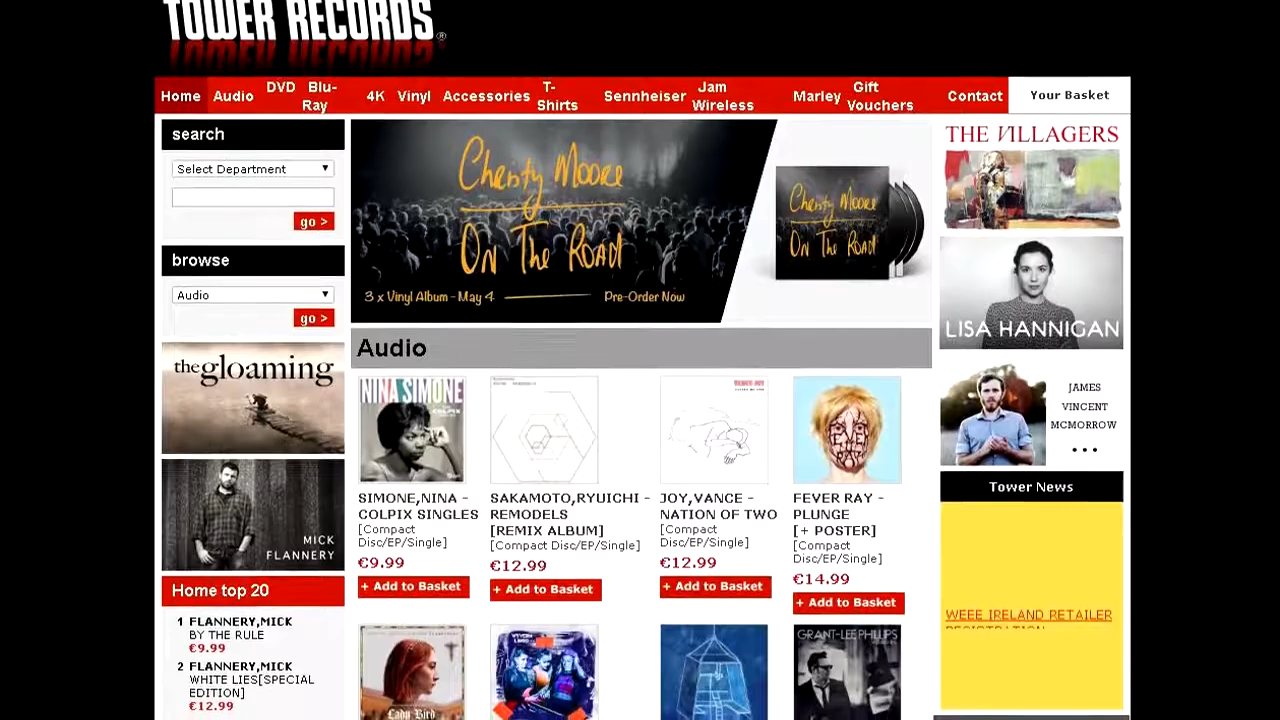 TOWER RECORDS®
Home
Audio
DVD
Blu-
Ray
4K
Vinyl
Accessories
T-
Shirts
Sennheiser
Jam
Wireless
Marley
Gift
Vouchers
Contact
Your Basket
search
Select Department
go >
browse
Audio
go >
the gloaming
MICK
FLANNERY
Home top 20
1 FLANNERY,MICK
BY THE RULE
€9.99
2 FLANNERY,MICK
WHITE LIES[SPECIAL
EDITION]
€12.99
Christy Moore
On The Road
3 x Vinyl Album - May 4
Pre-Order Now
Christy Moore
On The Road
Audio
NINA SIMONE
SIMONE,NINA -
COLPIX SINGLES
[Compact
Disc/EP/Single]
€9.99
+ Add to Basket
SAKAMOTO,RYUICHI -
REMODELS
[REMIX ALBUM]
[Compact Disc/EP/Single]
€12.99
+ Add to Basket
JOY,VANCE -
NATION OF TWO
[Compact
Disc/EP/Single]
€12.99
+ Add to Basket
FEVER RAY -
PLUNGE
[+ POSTER]
[Compact
Disc/EP/Single]
€14.99
+ Add to Basket
Lady Bird
GRANT-LEE PHILLIPS
THE VILLAGERS
LISA HANNIGAN
JAMES
VINCENT
MCMORROW
• • •
Tower News
WEEE IRELAND RETAILER
REGISTRATION